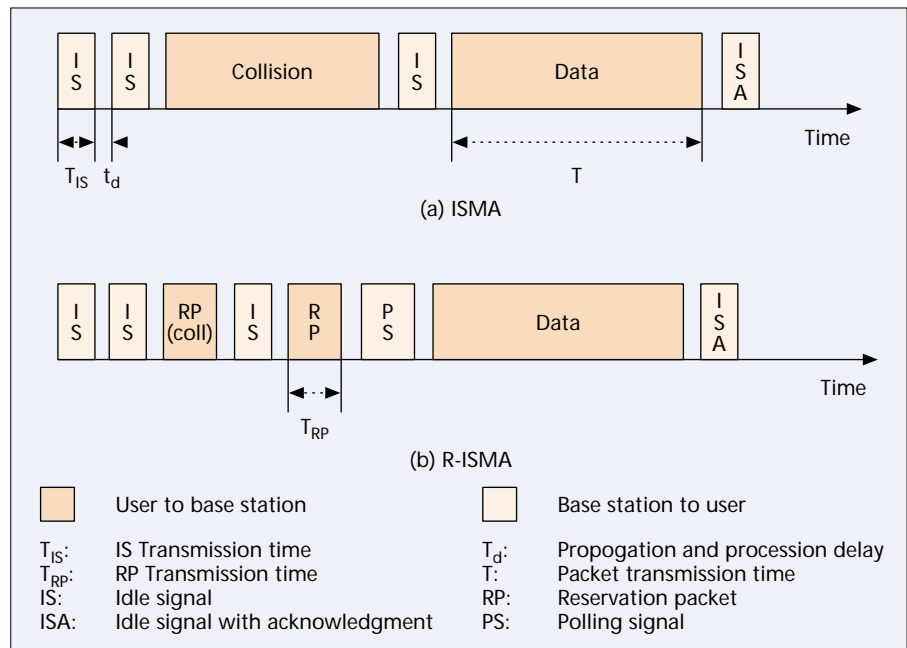 I S
I S
Collision
I S
Data
I S A
Time
T_IS
t_d
T
(a) ISMA
I S
I S
RP (coll)
I S
R P
P S
Data
I S A
Time
T_RP
(b) R-ISMA
User to base station
Base station to user
T_IS: IS Transmission time
T_d: Propogation and procession delay
T_RP: RP Transmission time
T: Packet transmission time
IS: Idle signal
RP: Reservation packet
ISA: Idle signal with acknowledgment
PS: Polling signal